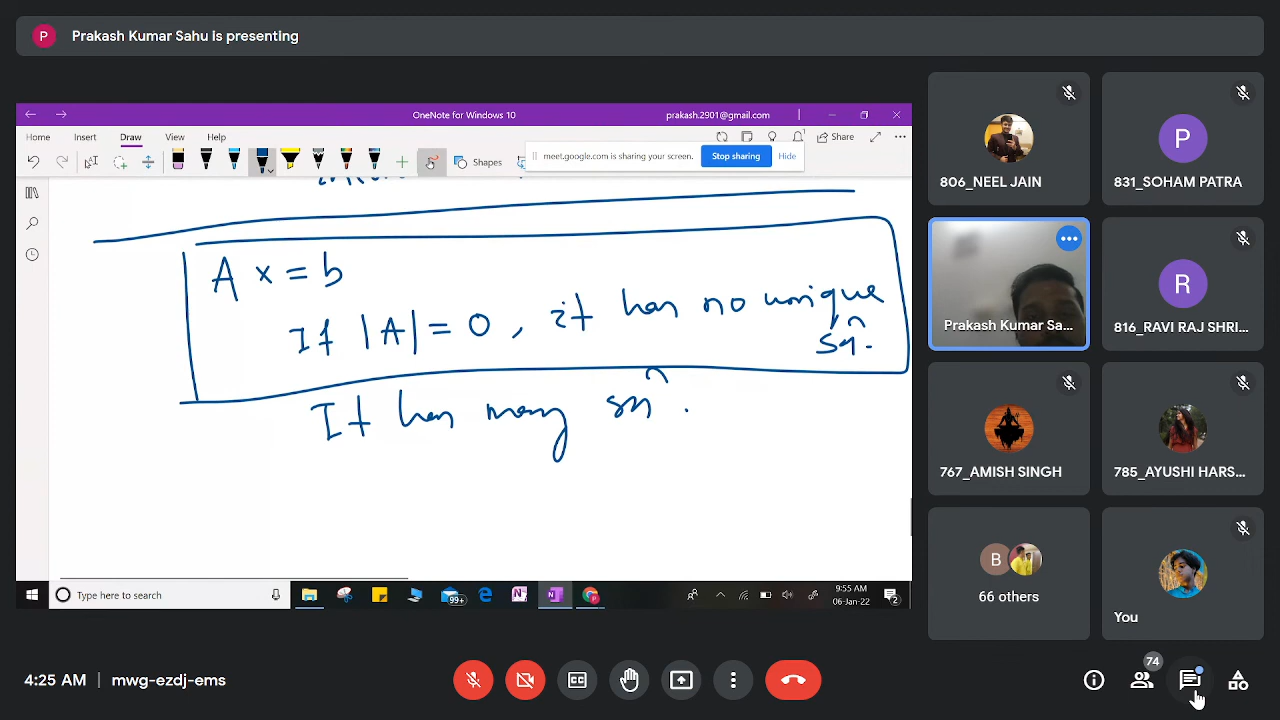 P Prakash Kumar Sahu is presenting
OneNote for Windows 10 prakash.2901@gmail.com
Home Insert Draw View Help Share
Shapes
meet.google.com is sharing your screen. Stop sharing Hide
A x = b
If |A| = 0, it has no unique
sn.
It has many sn.
Type here to search
99+
9:55 AM
06-Jan-22
2
806_NEEL JAIN
P
831_SOHAM PATRA
Prakash Kumar Sa...
R
816_RAVI RAJ SHRI...
767_AMISH SINGH
785_AYUSHI HARS...
B
66 others
You
4:25 AM | mwg-ezdj-ems
74